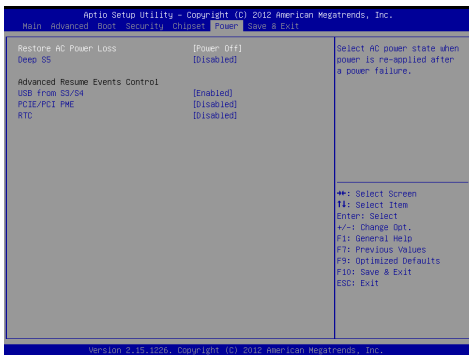 Aptio Setup Utility – Copyright (C) 2012 American Megatrends, Inc.
Main Advanced Boot Security Chipset Power Save & Exit
Restore AC Power Loss [Power Off]
Deep S5 [Disabled]
Advanced Resume Events Control
USB from S3/S4 [Enabled]
PCIE/PCI PME [Disabled]
RTC [Disabled]
Select AC power state when
power is re-applied after
a power failure.
→←: Select Screen
↑↓: Select Item
Enter: Select
+/-: Change Opt.
F1: General Help
F7: Previous Values
F9: Optimized Defaults
F10: Save & Exit
ESC: Exit
Version 2.15.1226. Copyright (C) 2012 American Megatrends, Inc.